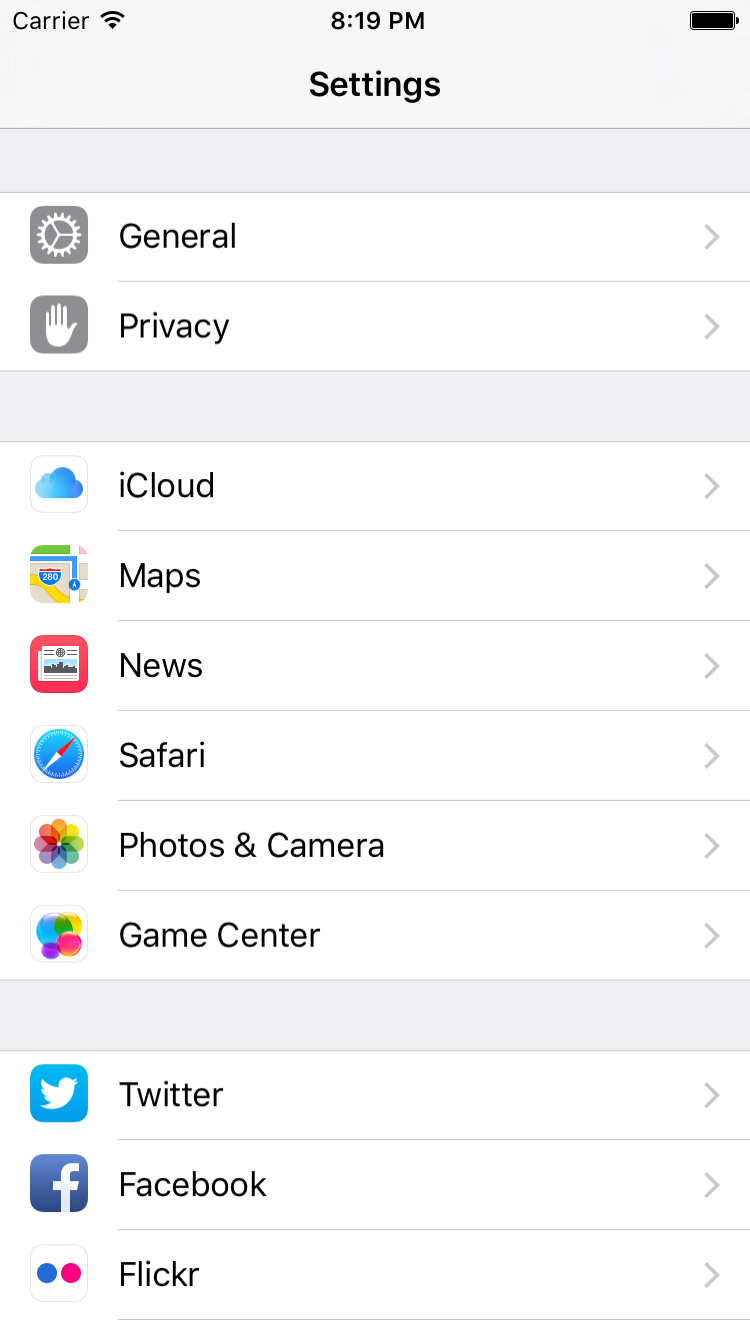 Carrier 8:19 PM
Settings
General
Privacy
iCloud
Maps
280
News
Safari
Photos & Camera
Game Center
Twitter
Facebook
Flickr